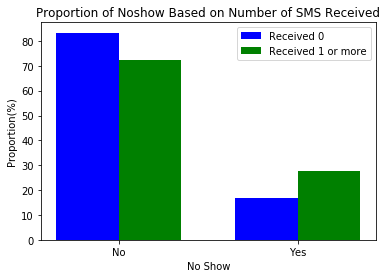 Proportion of Noshow Based on Number of SMS Received
Received 0
Received 1 or more
Proportion(%)
80
70
60
50
40
30
20
10
0
No
Yes
No Show